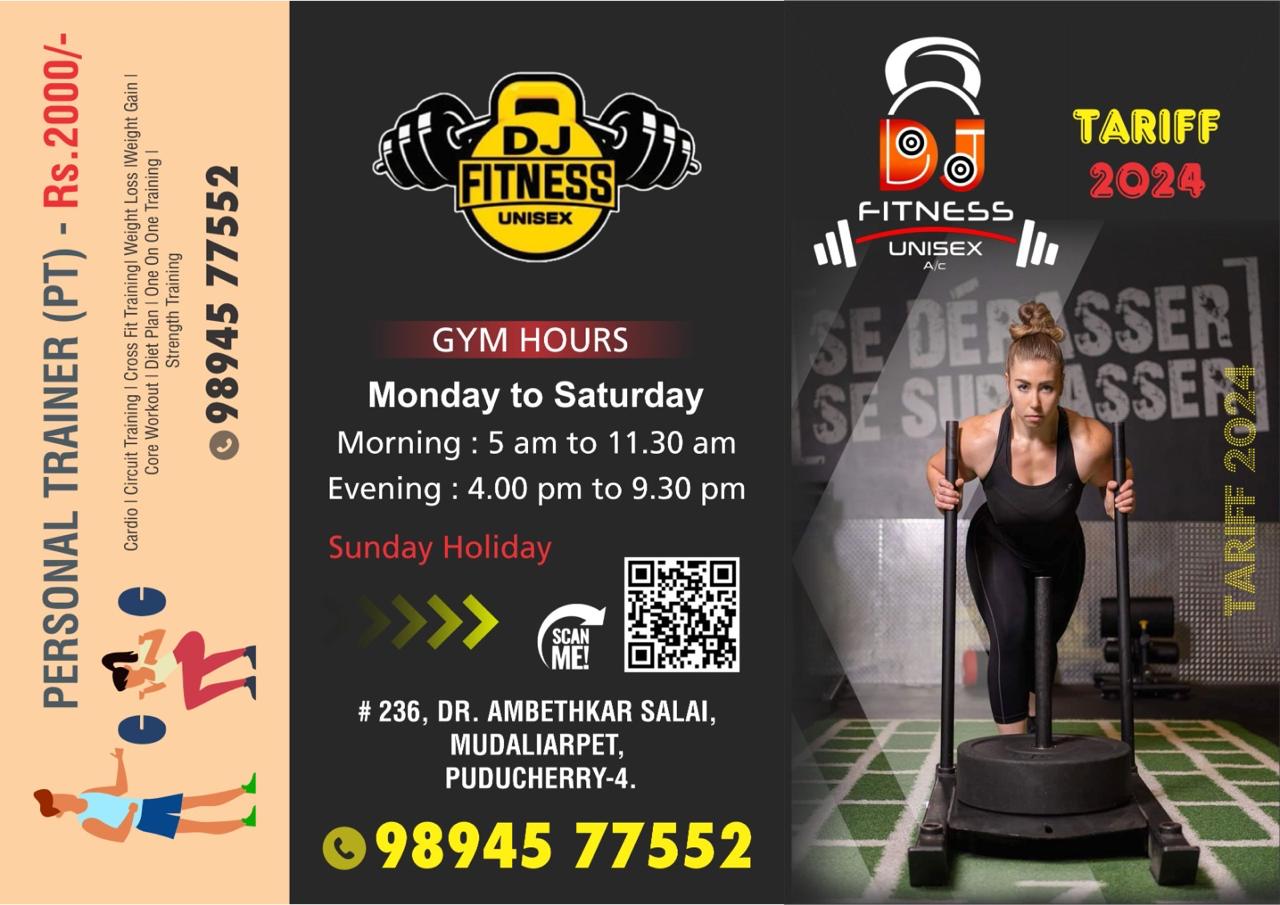 PERSONAL TRAINER (PT) - Rs.2000/-
Cardio | Circuit Training | Cross Fit Training| Weight Loss |Weight Gain |
Core Workout | Diet Plan | One On One Training |
Strength Training
98945 77552
DJ
FITNESS
UNISEX
GYM HOURS
Monday to Saturday
Morning : 5 am to 11.30 am
Evening : 4.00 pm to 9.30 pm
Sunday Holiday
SCAN
ME!
# 236, DR. AMBETHKAR SALAI,
MUDALIARPET,
PUDUCHERRY-4.
98945 77552
DJ
FITNESS
UNISEX
A/c
TARIFF
2024
SE DÉPASSER
SE SURPASSER
TARIFF 2024